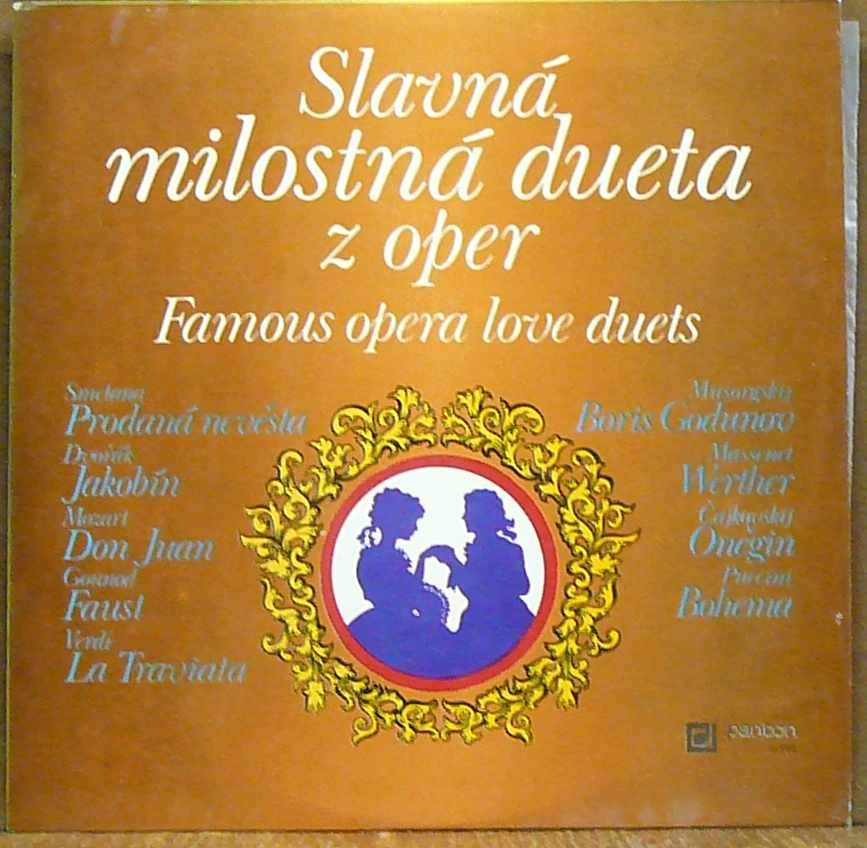 Slavná
milostná dueta
z oper
Famous opera love duets
Smetana
Prodaná nevěsta
Dvořák
Jakobín
Mozart
Don Juan
Gounod
Faust
Verdi
La Traviata
Musorgskij
Boris Godunov
Massenet
Werther
Čajkovskij
Oněgin
Puccini
Bohema
panton